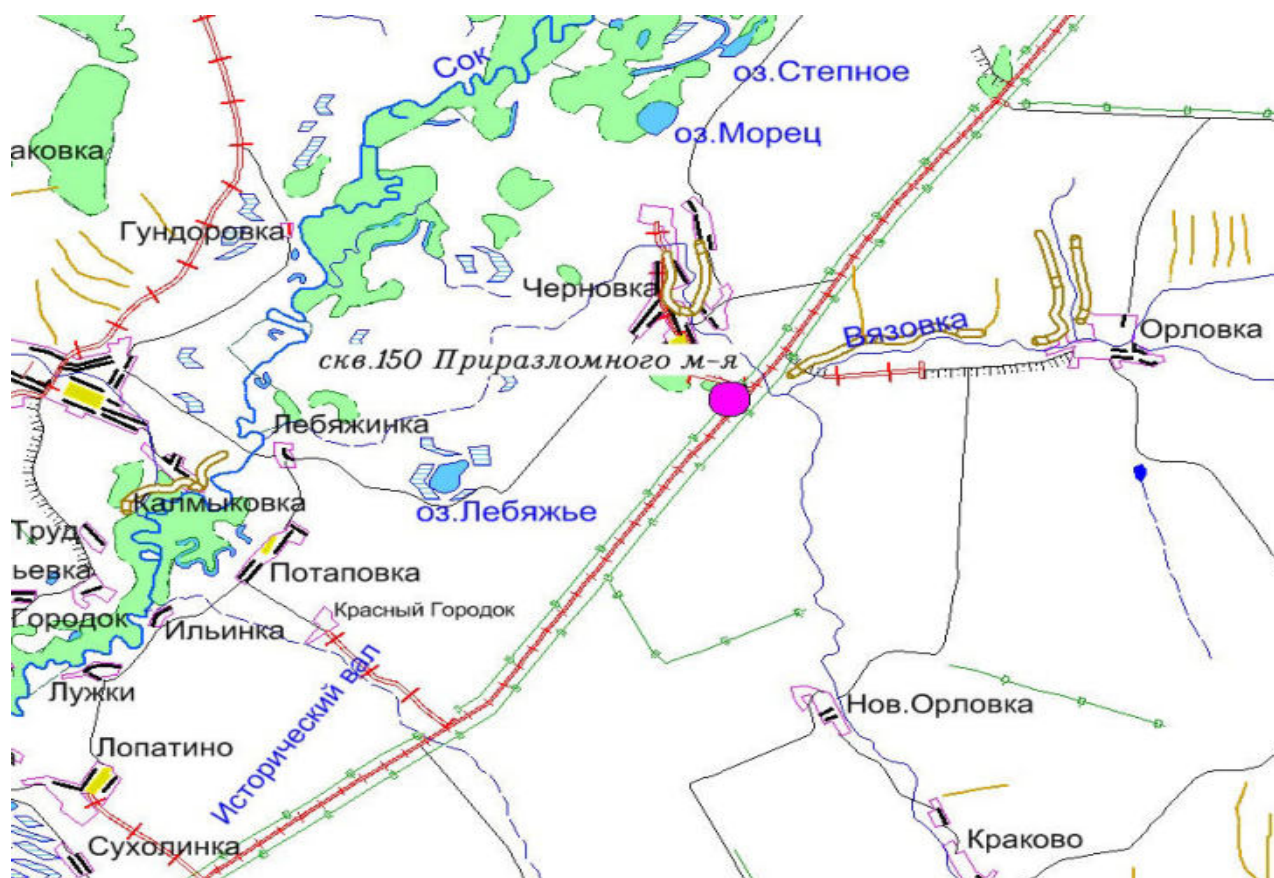 Сок
оз.Степное
оз.Морец
аковка
Гундоровка
Черновка
Вязовка
Орловка
скв.150 Приразломного м-я
Лебяжинка
Калмыковка
оз.Лебяжье
Труд
ьевка
Потаповка
Красный Городок
Городок
Ильинка
Исторический вал
Лужки
Нов.Орловка
Лопатино
Сухолинка
Краково